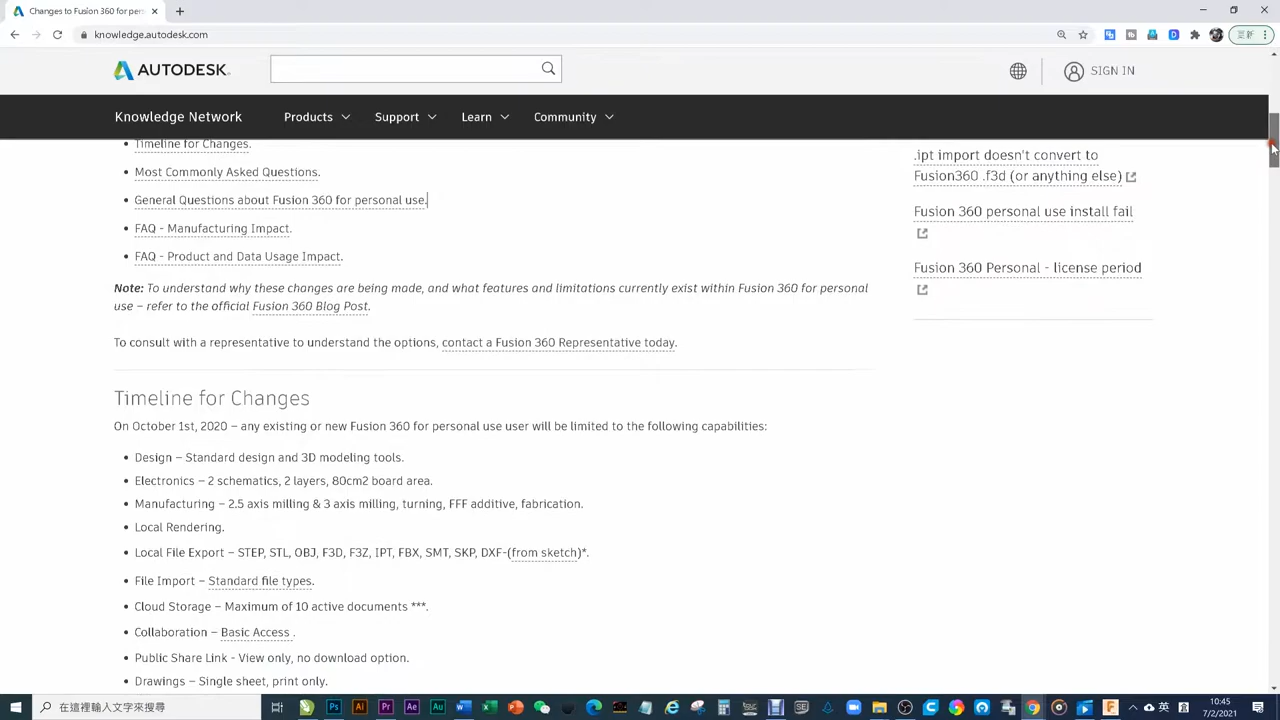 Changes to Fusion 360 for pers
knowledge.autodesk.com
更新
AUTODESK
SIGN IN
Knowledge Network
Products
Support
Learn
Community
Timeline for Changes.
Most Commonly Asked Questions.
General Questions about Fusion 360 for personal use.
FAQ - Manufacturing Impact.
FAQ - Product and Data Usage Impact.
Note: To understand why these changes are being made, and what features and limitations currently exist within Fusion 360 for personal
use – refer to the official Fusion 360 Blog Post.
To consult with a representative to understand the options, contact a Fusion 360 Representative today.
.ipt import doesn't convert to
Fusion360 .f3d (or anything else)
Fusion 360 personal use install fail
Fusion 360 Personal - license period
Timeline for Changes
On October 1st, 2020 – any existing or new Fusion 360 for personal use user will be limited to the following capabilities:
Design – Standard design and 3D modeling tools.
Electronics – 2 schematics, 2 layers, 80cm2 board area.
Manufacturing – 2.5 axis milling & 3 axis milling, turning, FFF additive, fabrication.
Local Rendering.
Local File Export – STEP, STL, OBJ, F3D, F3Z, IPT, FBX, SMT, SKP, DXF-(from sketch)*.
File Import – Standard file types.
Cloud Storage – Maximum of 10 active documents ***.
Collaboration – Basic Access .
Public Share Link - View only, no download option.
Drawings – Single sheet, print only.
在這裡輸入文字來搜尋
Ps
Ai
Pr
Ae
Au
英
10:45
7/2/2021